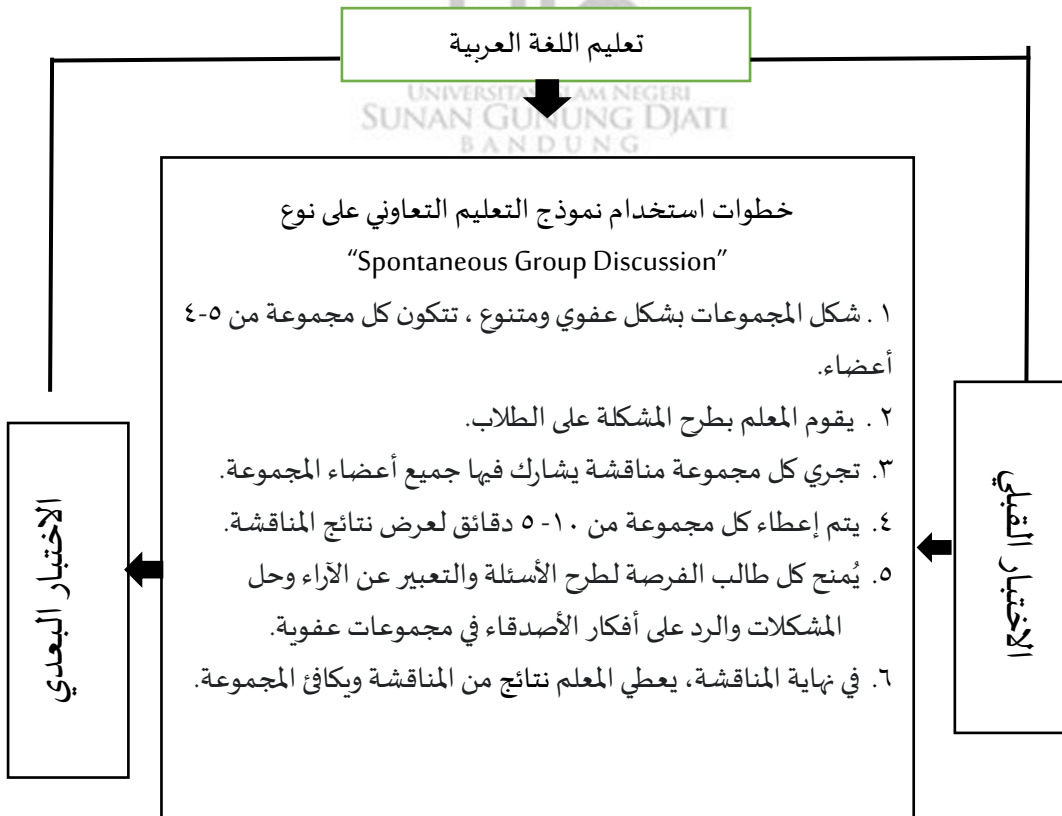 تعليم اللغة العربية
UNIVERSITAS ISLAM NEGERI
SUNAN GUNUNG DJATI
BANDUNG
خطوات استخدام نموذج التعليم التعاوني على نوع
“Spontaneous Group Discussion”
١ . شكل المجموعات بشكل عفوي ومتنوع ، تتكون كل مجموعة من ٥-٤
أعضاء.
٢ . يقوم المعلم بطرح المشكلة على الطلاب.
٣. تجري كل مجموعة مناقشة يشارك فيها جميع أعضاء المجموعة.
٤. يتم إعطاء كل مجموعة من ١٠- ٥ دقائق لعرض نتائج المناقشة.
٥. يُمنح كل طالب الفرصة لطرح الأسئلة والتعبير عن الآراء وحل
المشكلات والرد على أفكار الأصدقاء في مجموعات عفوية.
٦. في نهاية المناقشة، يعطي المعلم نتائج من المناقشة ويكافئ المجموعة.
الاختبار القبلي
الاختبار البعدي